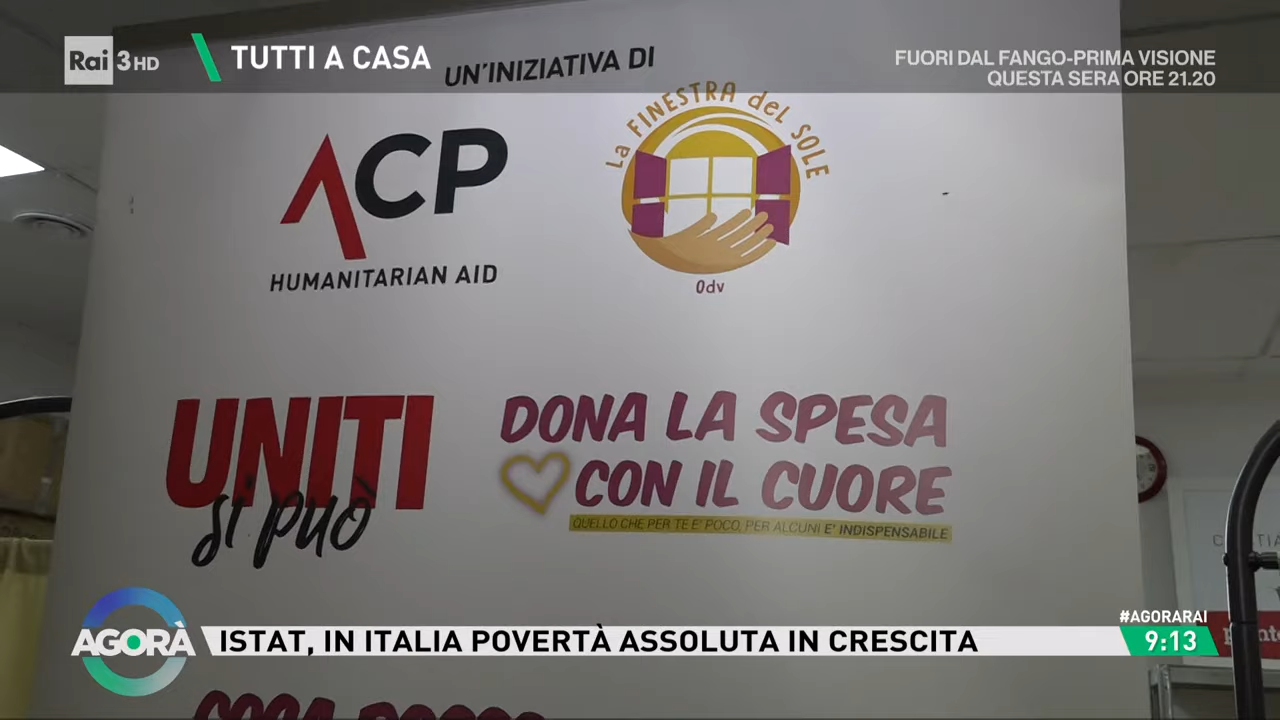 Rai 3HD
TUTTI A CASA
FUORI DAL FANGO-PRIMA VISIONE
QUESTA SERA ORE 21.20
UN'INIZIATIVA DI
ACP
HUMANITARIAN AID
La FINESTRA del SOLE
Odv
UNITI
si può
DONA LA SPESA
CON IL CUORE
QUELLO CHE PER TE E' POCO, PER ALCUNI E' INDISPENSABILE
#AGORARAI
AGORÀ
ISTAT, IN ITALIA POVERTÀ ASSOLUTA IN CRESCITA
9:13